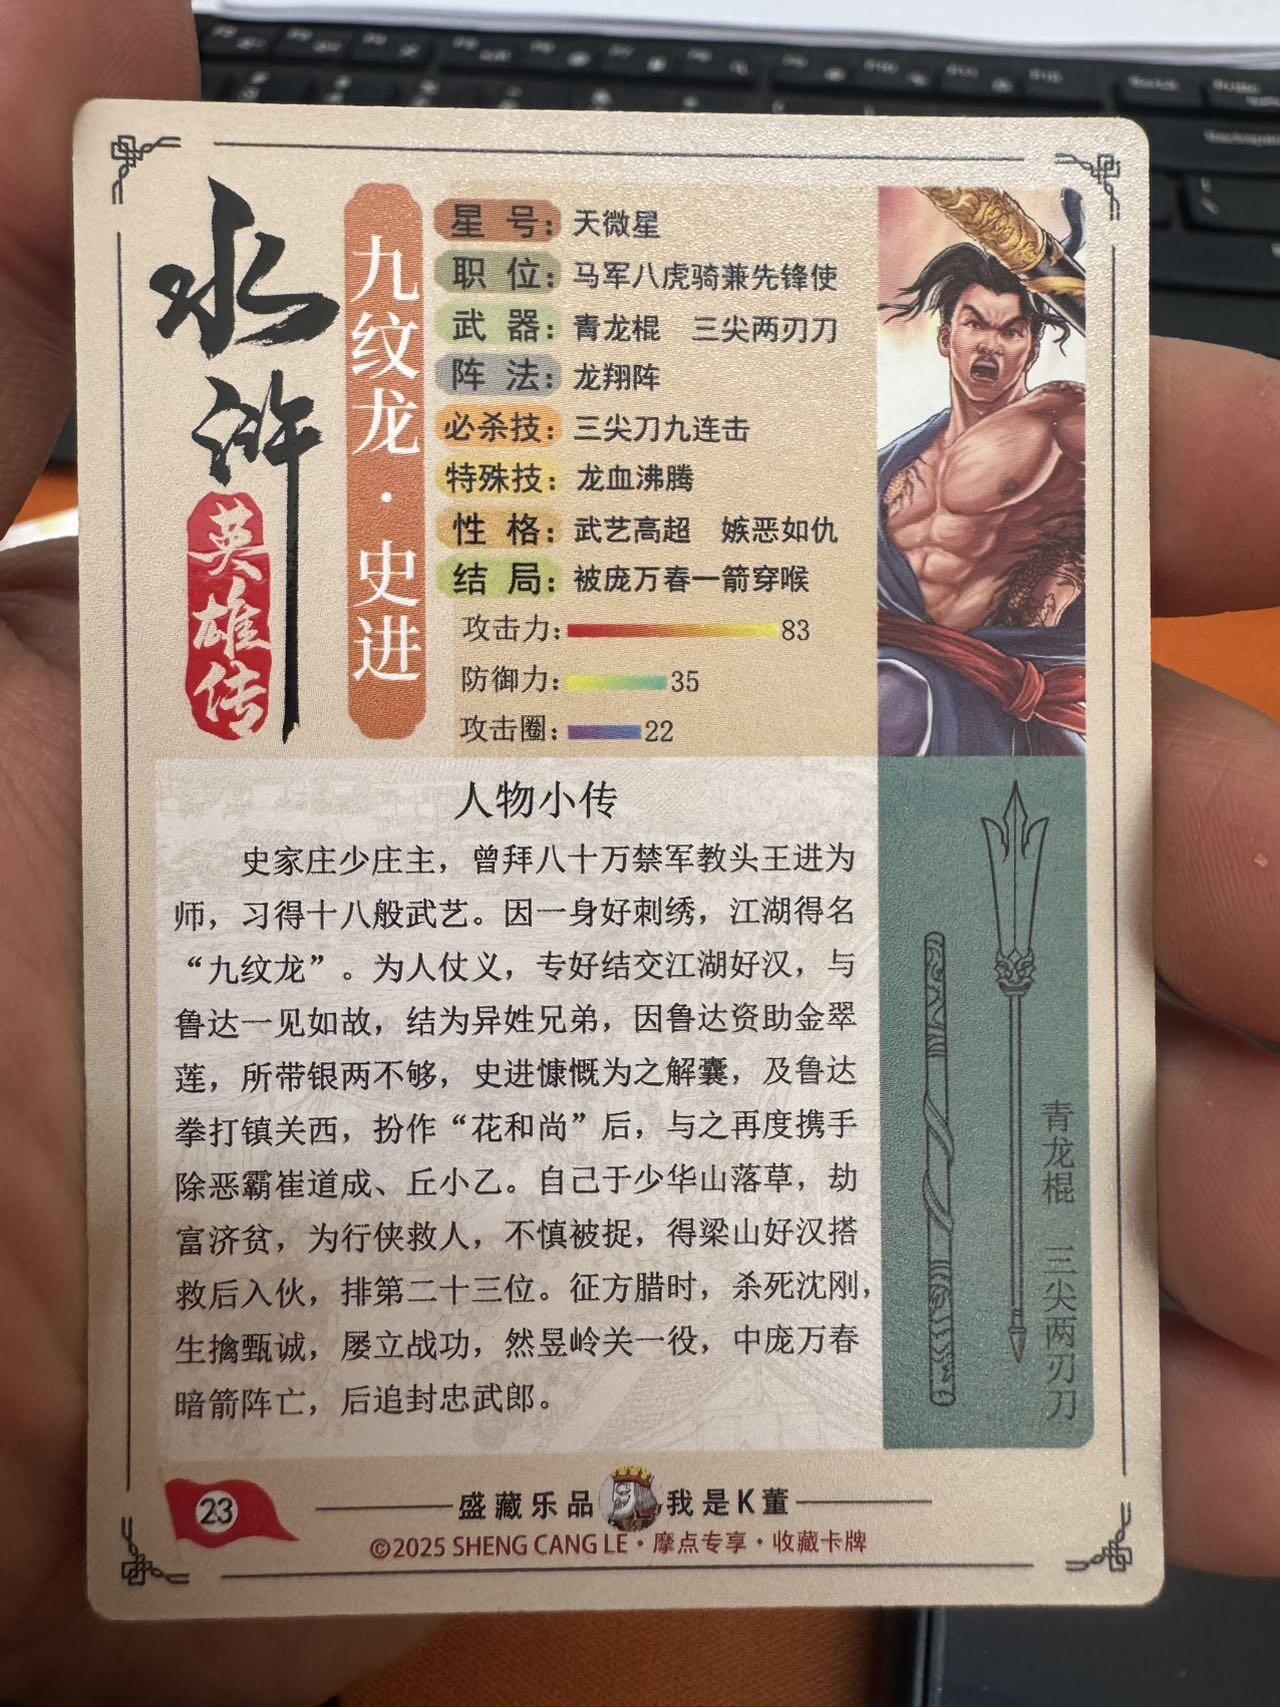 水浒
英雄传
九纹龙·史进
星号：天微星
职位：马军八虎骑兼先锋使
武器：青龙棍 三尖两刃刀
阵法：龙翔阵
必杀技：三尖刀九连击
特殊技：龙血沸腾
性格：武艺高超 嫉恶如仇
结局：被庞万春一箭穿喉
攻击力：83
防御力：35
攻击圈：22
人物小传
史家庄少庄主，曾拜八十万禁军教头王进为
师，习得十八般武艺。因一身好刺绣，江湖得名
“九纹龙”。为人仗义，专好结交江湖好汉，与
鲁达一见如故，结为异姓兄弟，因鲁达资助金翠
莲，所带银两不够，史进慷慨为之解囊，及鲁达
拳打镇关西，扮作“花和尚”后，与之再度携手
除恶霸崔道成、丘小乙。自己于少华山落草，劫
富济贫，为行侠救人，不慎被捉，得梁山好汉搭
救后入伙，排第二十三位。征方腊时，杀死沈刚，
生擒甄诚，屡立战功，然昱岭关一役，中庞万春
暗箭阵亡，后追封忠武郎。
青龙棍 三尖两刃刀
23
盛藏乐品 我是K董
©2025 SHENG CANG LE·摩点专享·收藏卡牌